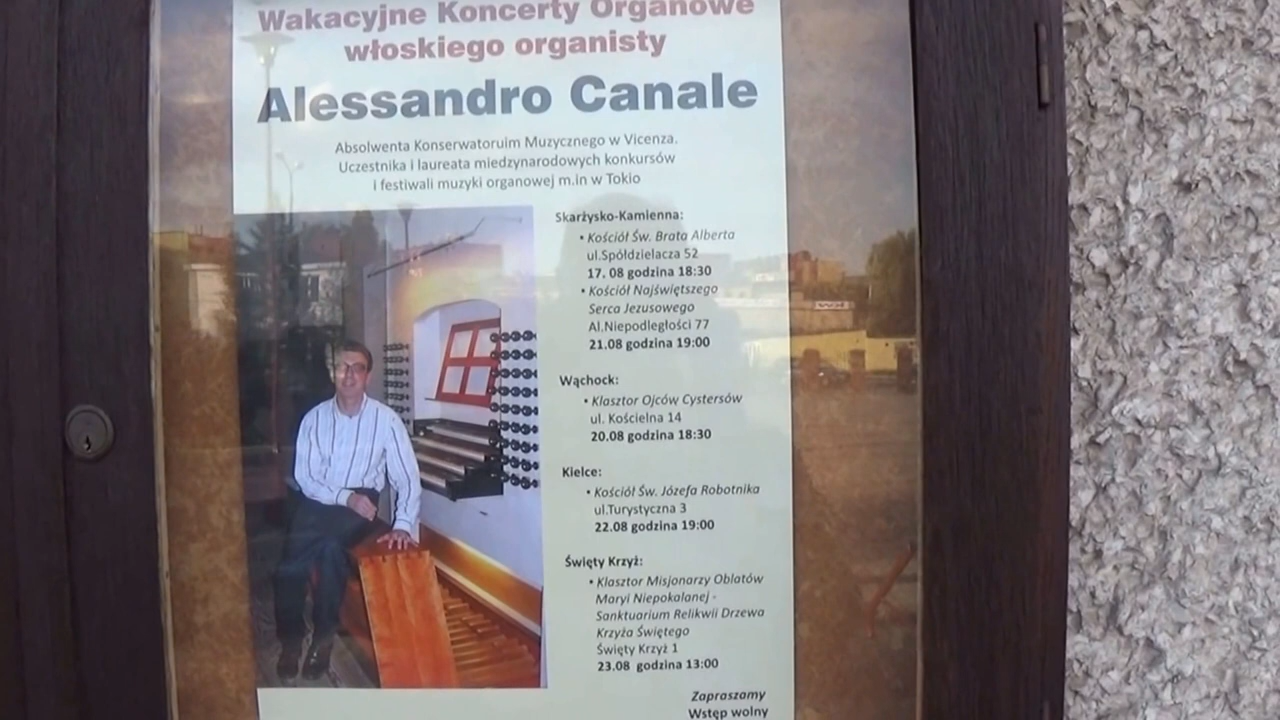 Wakacyjne Koncerty Organowe
włoskiego organisty
Alessandro Canale
Absolwenta Konserwatoruim Muzycznego w Vicenza.
Uczestnika i laureata miedzynarodowych konkursów
i festiwali muzyki organowej m.in w Tokio
Skarżysko-Kamienna:
• Kościół Św. Brata Alberta
ul.Spółdzielacza 52
17. 08 godzina 18:30
• Kościół Najświętszego
Serca Jezusowego
Al.Niepodległości 77
21.08 godzina 19:00
Wąchock:
• Klasztor Ojców Cystersów
ul. Kościelna 14
20.08 godzina 18:30
Kielce:
• Kościół Św. Józefa Robotnika
ul.Turystyczna 3
22.08 godzina 19:00
Święty Krzyż:
• Klasztor Misjonarzy Oblatów
Maryi Niepokalanej -
Sanktuarium Relikwii Drzewa
Krzyża Świętego
Święty Krzyż 1
23.08 godzina 13:00
Zapraszamy
Wstęp wolny